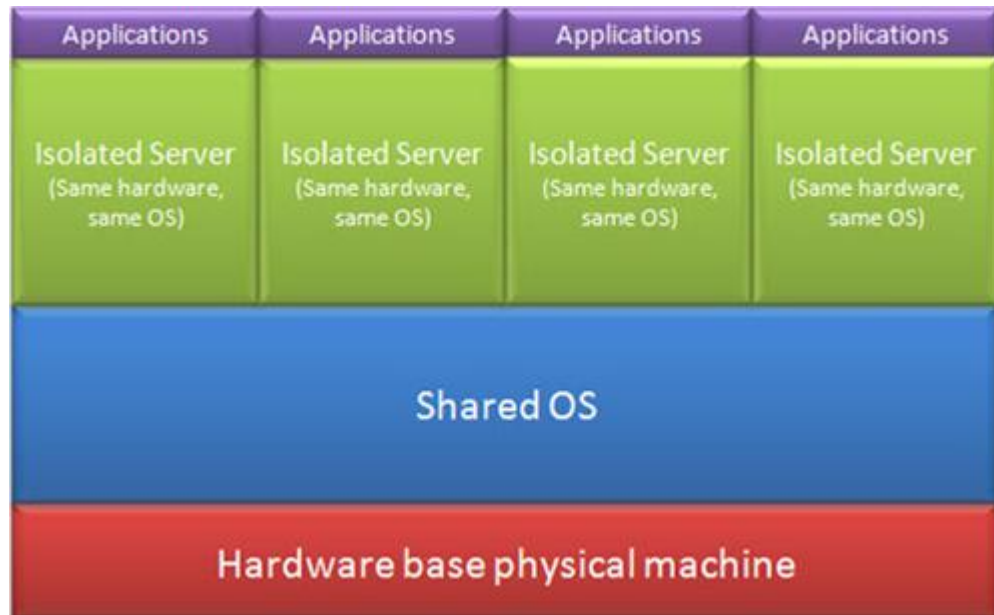 Applications
Applications
Applications
Applications
Isolated Server
(Same hardware,
same OS)
Isolated Server
(Same hardware,
same OS)
Isolated Server
(Same hardware,
same OS)
Isolated Server
(Same hardware,
same OS)
Shared OS
Hardware base physical machine